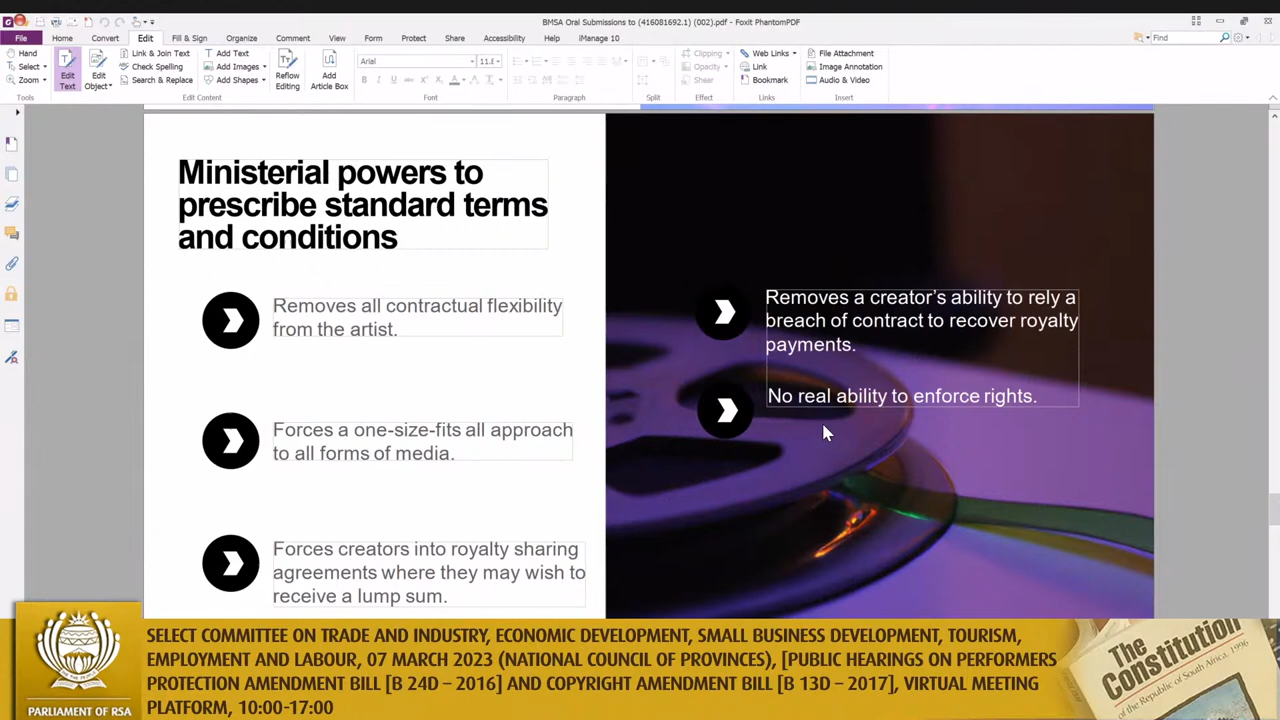 BMSA Oral Submissions to (416081692.1) (002).pdf - Foxit PhantomPDF
File Home Convert Edit Fill & Sign Organize Comment View Form Protect Share Accessibility Help iManage 10 Find
Hand
Select
Zoom
Tools
Edit Text
Edit Object
Link & Join Text
Check Spelling
Search & Replace
Add Text
Add Images
Add Shapes
Edit Content
Reflow Editing
Add Article Box
Arial 11.4
Font
Paragraph
Split
Clipping
Opacity
Shear
Effect
Web Links
Link
Bookmark
Links
File Attachment
Image Annotation
Audio & Video
Insert
Ministerial powers to
prescribe standard terms
and conditions
Removes all contractual flexibility
from the artist.
Forces a one-size-fits all approach
to all forms of media.
Forces creators into royalty sharing
agreements where they may wish to
receive a lump sum.
Removes a creator’s ability to rely a
breach of contract to recover royalty
payments.
No real ability to enforce rights.
SELECT COMMITTEE ON TRADE AND INDUSTRY, ECONOMIC DEVELOPMENT, SMALL BUSINESS DEVELOPMENT, TOURISM,
EMPLOYMENT AND LABOUR, 07 MARCH 2023 (NATIONAL COUNCIL OF PROVINCES), [PUBLIC HEARINGS ON PERFORMERS
PROTECTION AMENDMENT BILL [B 24D – 2016] AND COPYRIGHT AMENDMENT BILL [B 13D – 2017], VIRTUAL MEETING
PLATFORM, 10:00-17:00
PARLIAMENT OF RSA
The
Constitution
of the Republic of South Africa, 1996